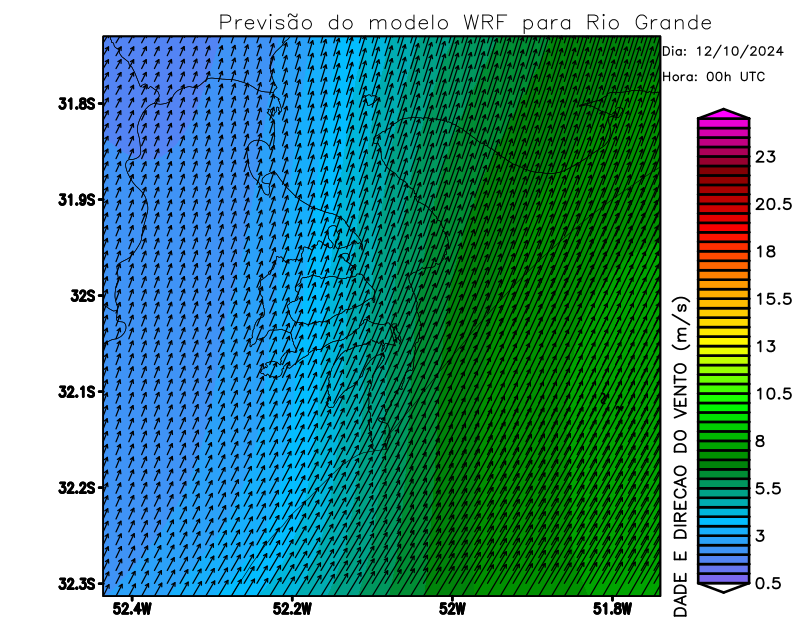 Previsão do modelo WRF para Rio Grande
Dia: 12/10/2024
Hora: 00h UTC
31.8S
31.9S
32S
32.1S
32.2S
32.3S
52.4W
52.2W
52W
51.8W
DADE E DIRECAO DO VENTO (m/s)
23
20.5
18
15.5
13
10.5
8
5.5
3
0.5